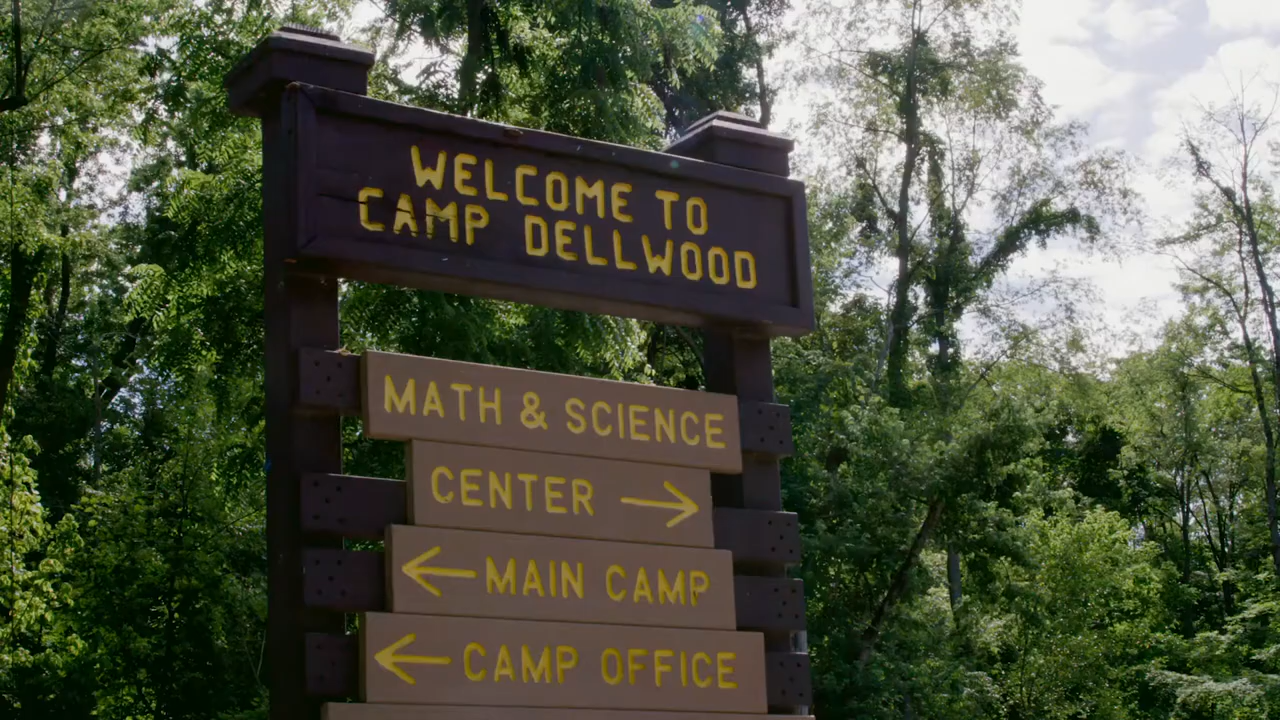 WELCOME TO
CAMP DELLWOOD
MATH & SCIENCE
CENTER →
← MAIN CAMP
← CAMP OFFICE